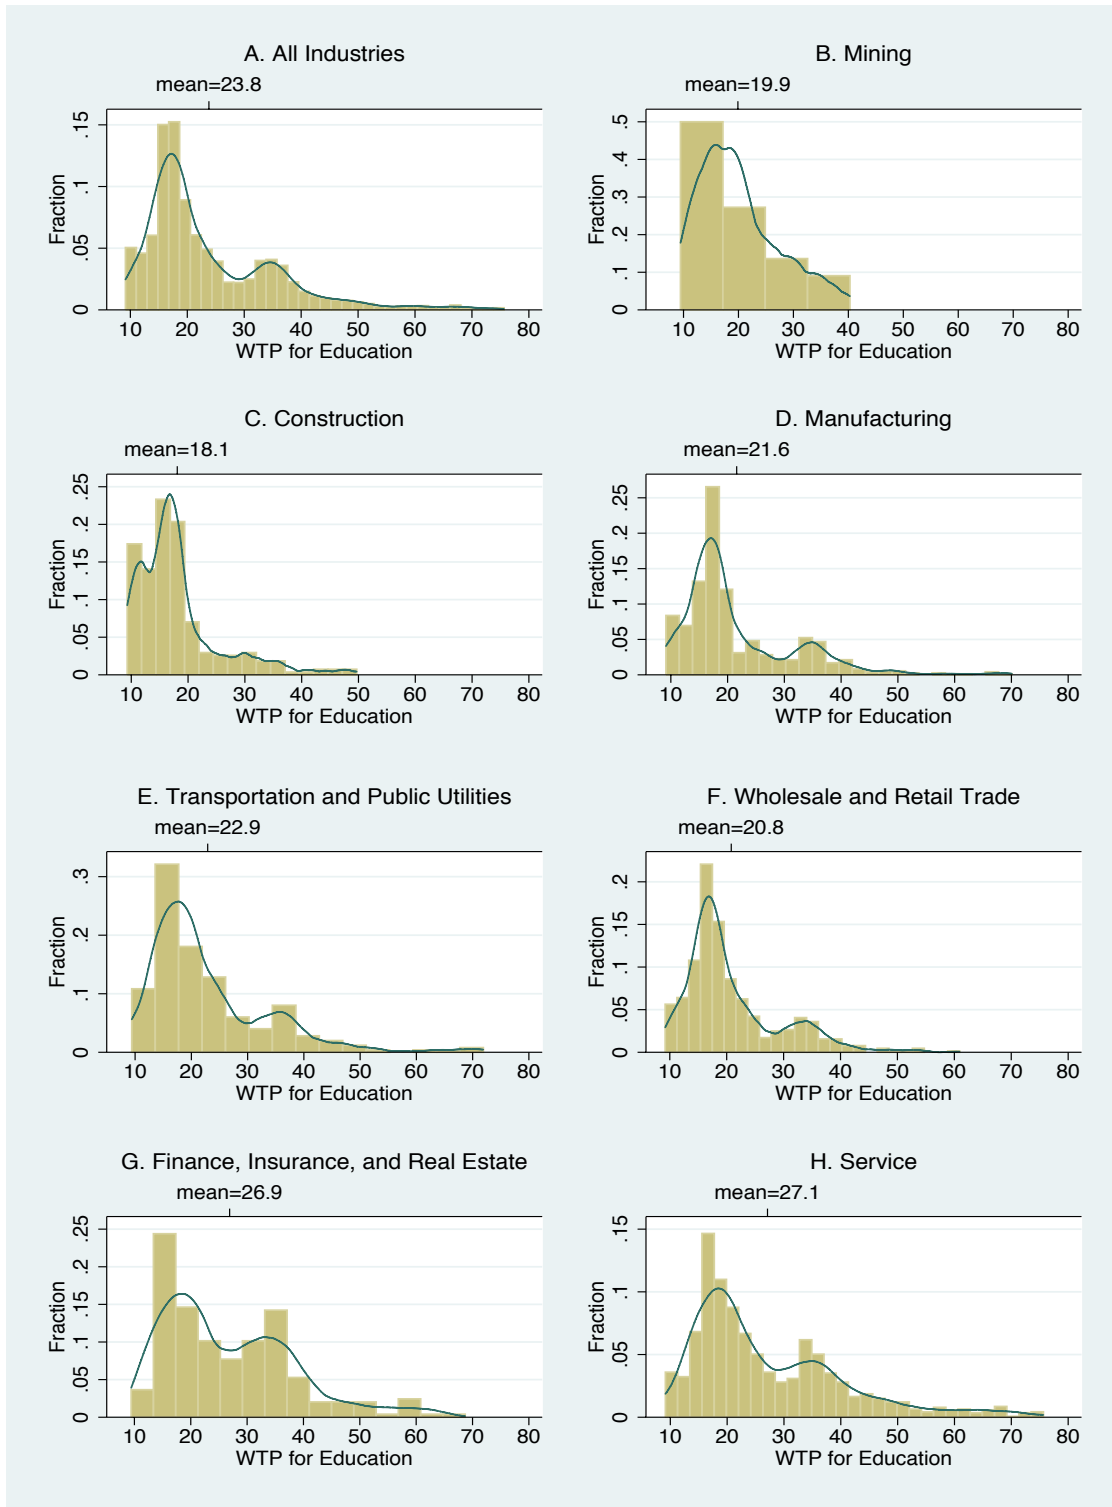 A. All Industries
mean=23.8
Fraction
.15
.1
.05
0
10 20 30 40 50 60 70 80
WTP for Education
B. Mining
mean=19.9
Fraction
.5
.4
.3
.2
.1
0
10 20 30 40 50 60 70 80
WTP for Education
C. Construction
mean=18.1
Fraction
.25
.2
.15
.1
.05
0
10 20 30 40 50 60 70 80
WTP for Education
D. Manufacturing
mean=21.6
Fraction
.25
.2
.15
.1
.05
0
10 20 30 40 50 60 70 80
WTP for Education
E. Transportation and Public Utilities
mean=22.9
Fraction
.3
.2
.1
0
10 20 30 40 50 60 70 80
WTP for Education
F. Wholesale and Retail Trade
mean=20.8
Fraction
.2
.15
.1
.05
0
10 20 30 40 50 60 70 80
WTP for Education
G. Finance, Insurance, and Real Estate
mean=26.9
Fraction
.25
.2
.15
.1
.05
0
10 20 30 40 50 60 70 80
WTP for Education
H. Service
mean=27.1
Fraction
.15
.1
.05
0
10 20 30 40 50 60 70 80
WTP for Education